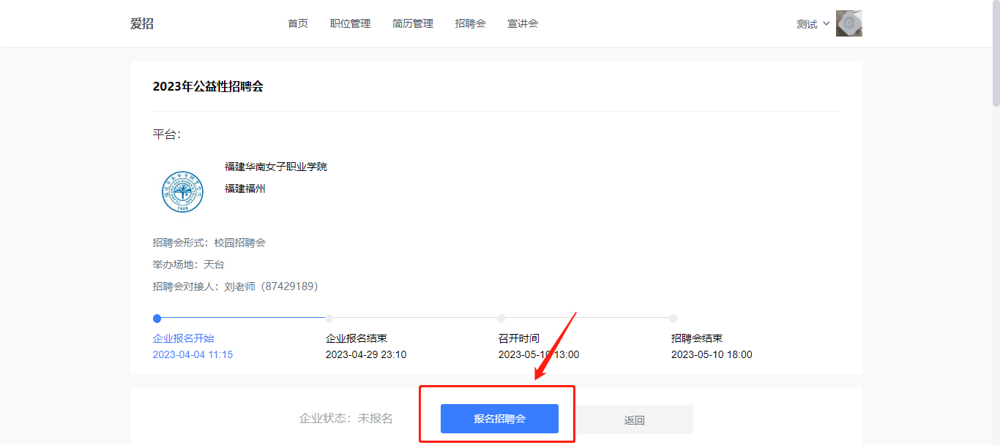 爱招
首页 职位管理 简历管理 招聘会 宣讲会
测试
2023年公益性招聘会
平台：
福建华南女子职业学院
福建福州
1908
招聘会形式：校园招聘会
举办场地：天台
招聘会对接人：刘老师（87429189）
企业报名开始 企业报名结束 召开时间 招聘会结束
2023-04-04 11:15 2023-04-29 23:10 2023-05-10 13:00 2023-05-10 18:00
企业状态：未报名 报名招聘会 返回